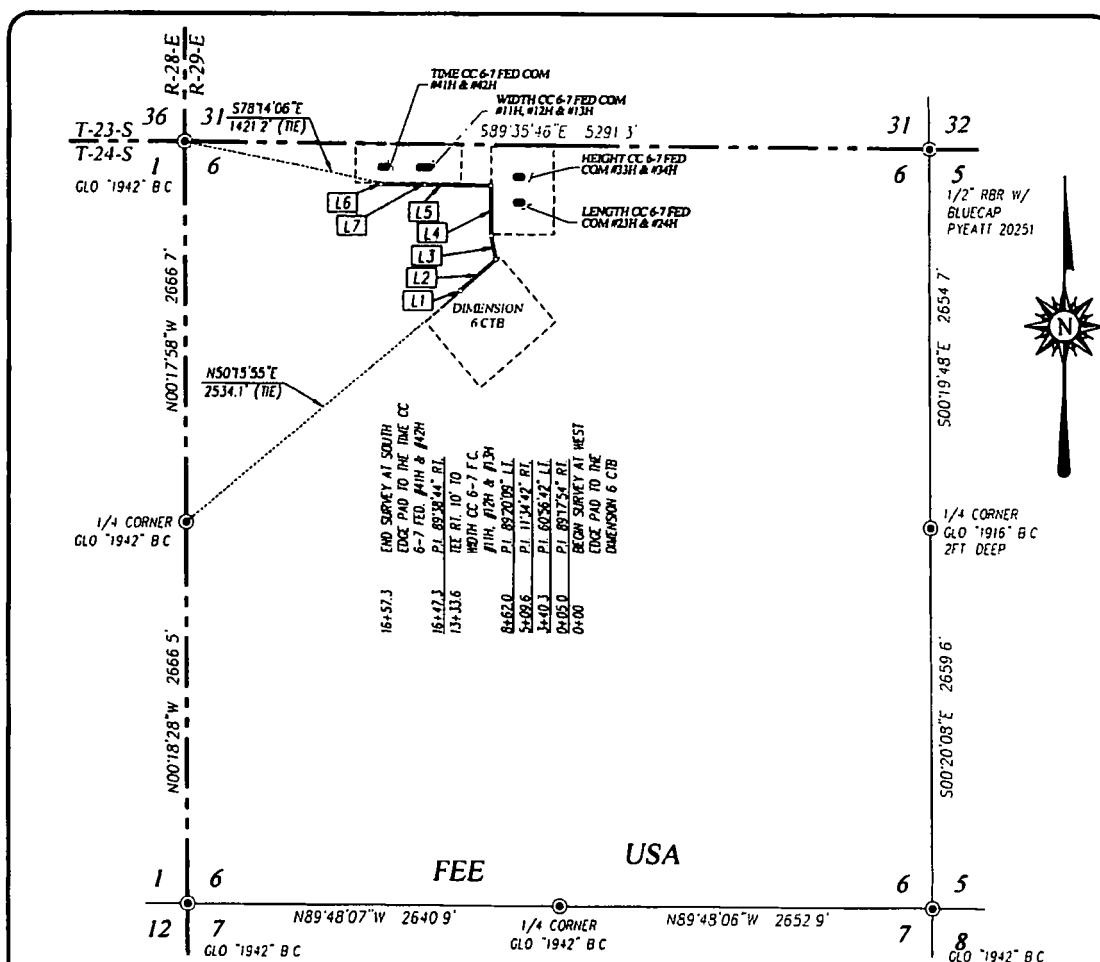 R-28-E
R-29-E
TIME CC 6-7 FED COM
#41H & #42H
WIDTH CC 6-7 FED COM
#11H, #12H & #13H
S78°14'06"E
1421 2' (TIE)
36
31
S89°35'46"E 5291 3'
31
32
T-23-S
T-24-S
1
6
6
5
GLO "1942" B C
HEIGHT CC 6-7 FED
COM #33H & #34H
LENGTH CC 6-7 FED
COM #23H & #24H
1/2" RBR W/
BLUECAP
PYEATT 20251
L6
L7
L5
L4
L3
L2
L1
DIMENSION
6 CTB
N00°17'58"W 2666 7'
S00°19'48"E 2654 7'
N
N50°15'55"E
2534.1' (TIE)
1/4 CORNER
GLO "1942" B C
1/4 CORNER
GLO "1916" B C
2FT DEEP
16+57.3 END SURVEY AT SOUTH
EDGE PAD TO THE TIME CC
6-7 FED, #41H & #42H
16+47.3 P.I. 89°38'44" RT.
13+33.6 TEE RT. 10' TO
WIDTH CC 6-7 F.C.
#11H, #12H & #13H
8+62.0 P.I. 89°20'09" LT.
5+09.6 P.I. 11°34'42" RT.
3+40.3 P.I. 60°56'42" LT.
0+05.0 P.I. 89°17'54" RT.
0+00 BEGIN SURVEY AT WEST
EDGE PAD TO THE
DIMENSION 6 CTB
N00°18'28"W 2666 5'
S00°20'08"E 2659 6'
FEE
USA
1
6
6
5
12
7
N89°48'07"W 2640 9'
N89°48'06"W 2652 9'
7
8
GLO "1942" B C
1/4 CORNER
GLO "1942" B C
GLO "1942" B C